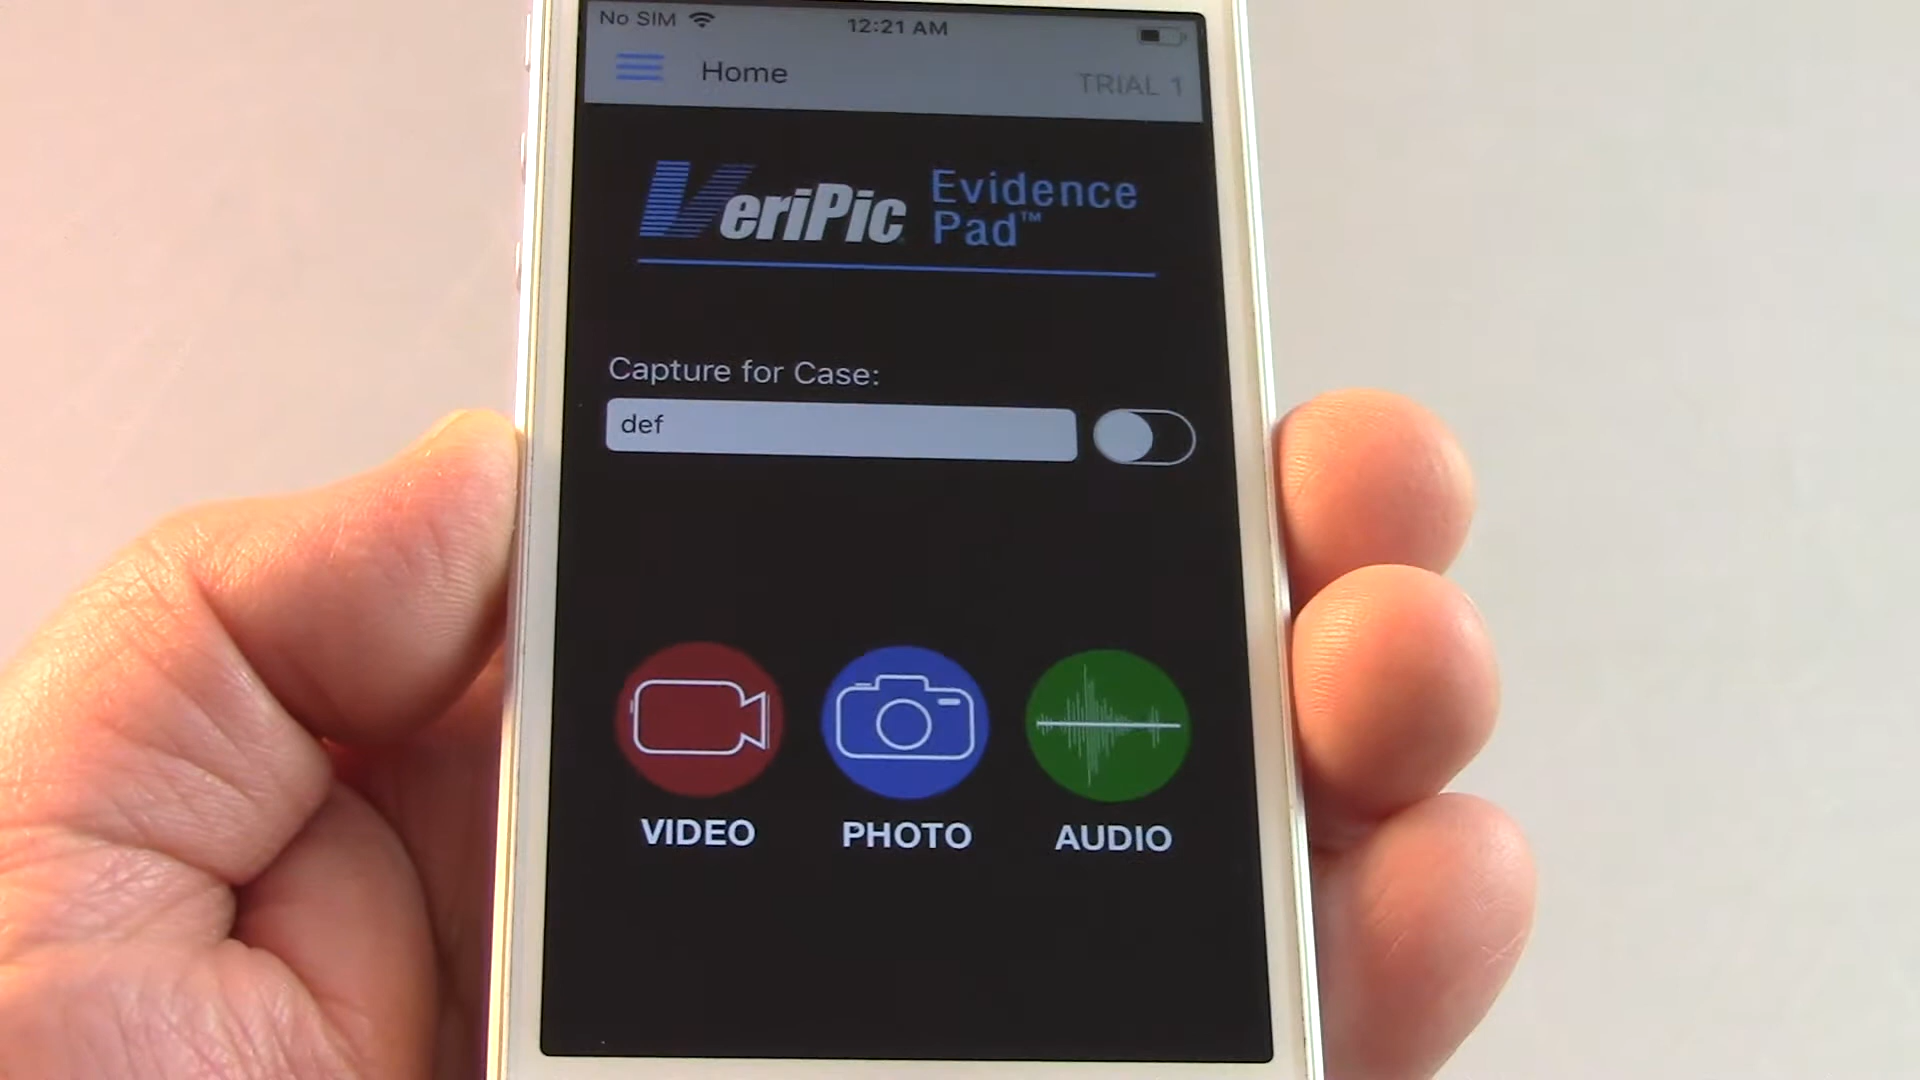 No SIM 12:21 AM
Home
TRIAL 1
VeriPic Evidence
Pad™
Capture for Case:
def
VIDEO PHOTO AUDIO